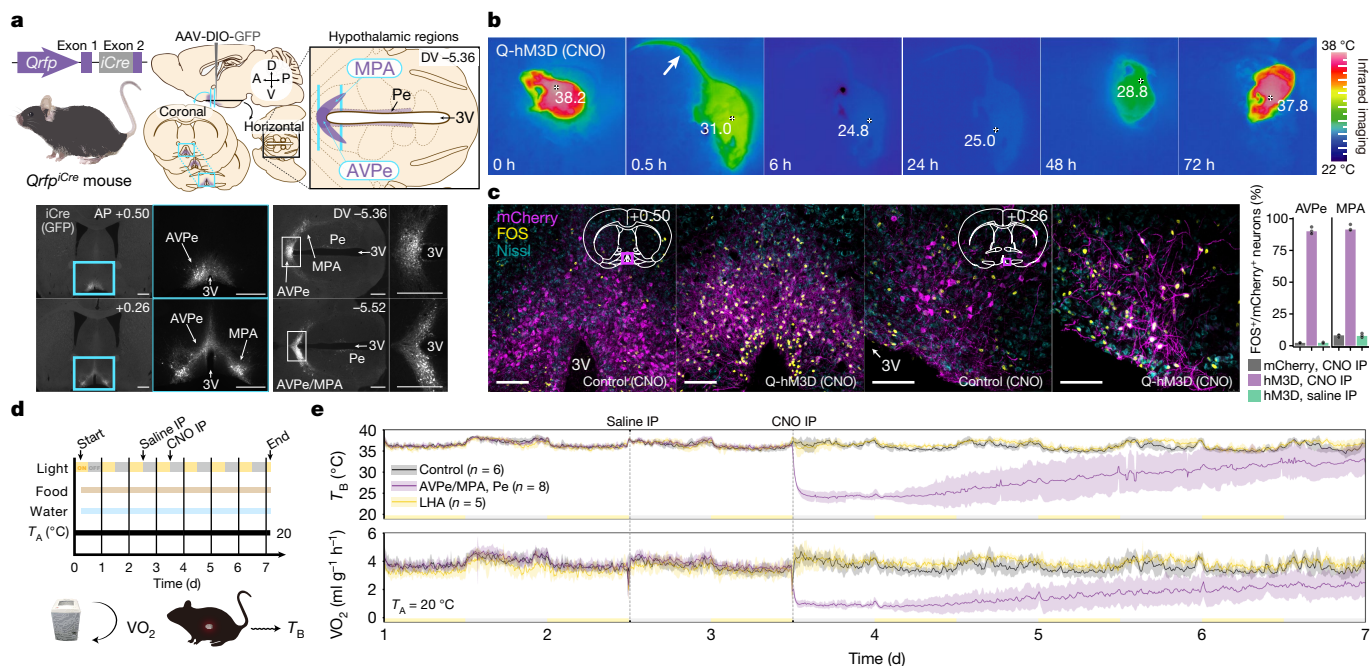 a
Exon 1 Exon 2
Qrfp iCre
Qrfp^iCre mouse
AAV-DIO-GFP
D
A P
V
Coronal
Horizontal
Hypothalamic regions
DV −5.36
MPA
Pe
3V
AVPe
iCre
(GFP)
AP +0.50
AVPe
3V
DV −5.36
Pe
3V
MPA
AVPe
3V
+0.26
AVPe
MPA
3V
−5.52
3V
Pe
AVPe/MPA
3V
b
Q-hM3D (CNO)
38.2
0 h
31.0
0.5 h
24.8
6 h
25.0
24 h
28.8
48 h
37.8
72 h
38 °C
Infrared imaging
22 °C
c
mCherry
FOS
Nissl
+0.50
3V
Control (CNO)
Q-hM3D (CNO)
+0.26
3V
Control (CNO)
Q-hM3D (CNO)
FOS⁺/mCherry⁺ neurons (%)
AVPe MPA
100
75
50
25
0
mCherry, CNO IP
hM3D, CNO IP
hM3D, saline IP
d
Start
Saline IP
CNO IP
End
Light
ON OFF
Food
Water
T_A (°C)
20
0 1 2 3 4 5 6 7
Time (d)
VO₂
T_B
e
Saline IP
CNO IP
T_B (°C)
40
35
30
25
20
Control (n = 6)
AVPe/MPA, Pe (n = 8)
LHA (n = 5)
VO₂ (ml g⁻¹ h⁻¹)
6
4
2
0
T_A = 20 °C
1 2 3 4 5 6 7
Time (d)